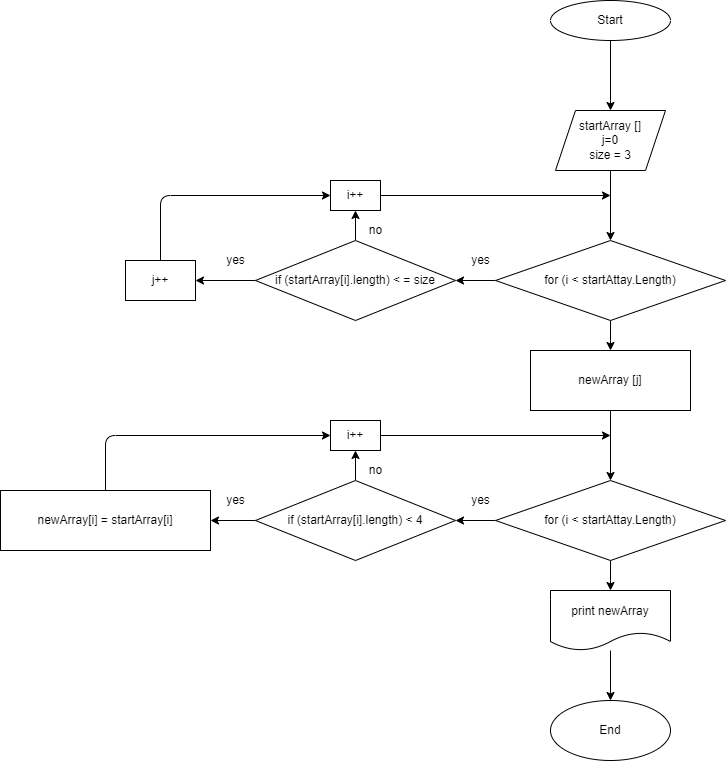 Start
startArray []
j=0
size = 3
i++
no
yes
yes
j++
if (startArray[i].length) < = size
for (i < startAttay.Length)
newArray [j]
i++
no
yes
yes
newArray[i] = startArray[i]
if (startArray[i].length) < 4
for (i < startAttay.Length)
print newArray
End